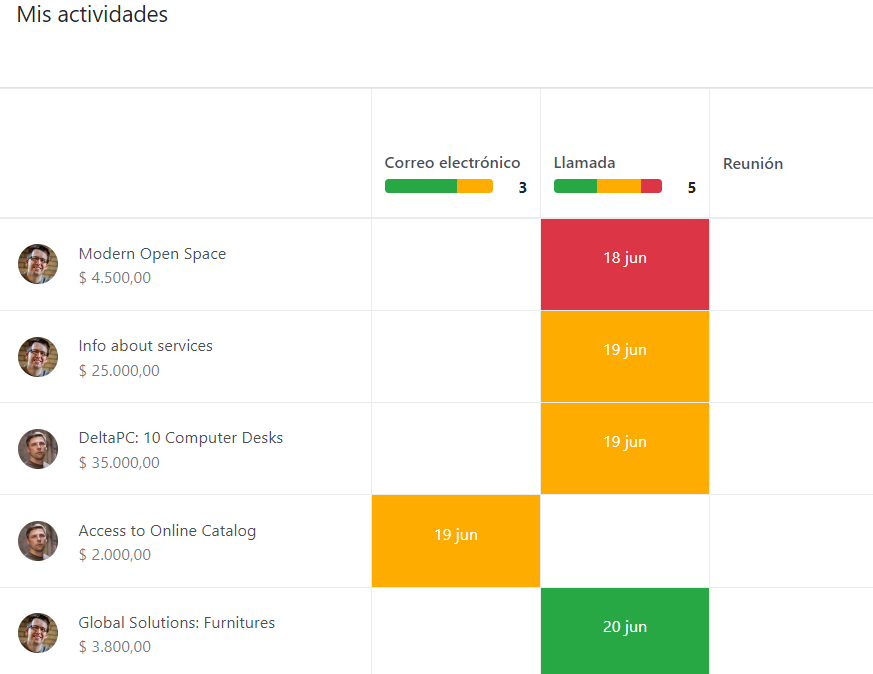 Mis actividades
Correo electrónico
Llamada
Reunión
3
5
Modern Open Space
$ 4.500,00
18 jun
Info about services
$ 25.000,00
19 jun
DeltaPC: 10 Computer Desks
$ 35.000,00
19 jun
Access to Online Catalog
$ 2.000,00
19 jun
Global Solutions: Furnitures
$ 3.800,00
20 jun